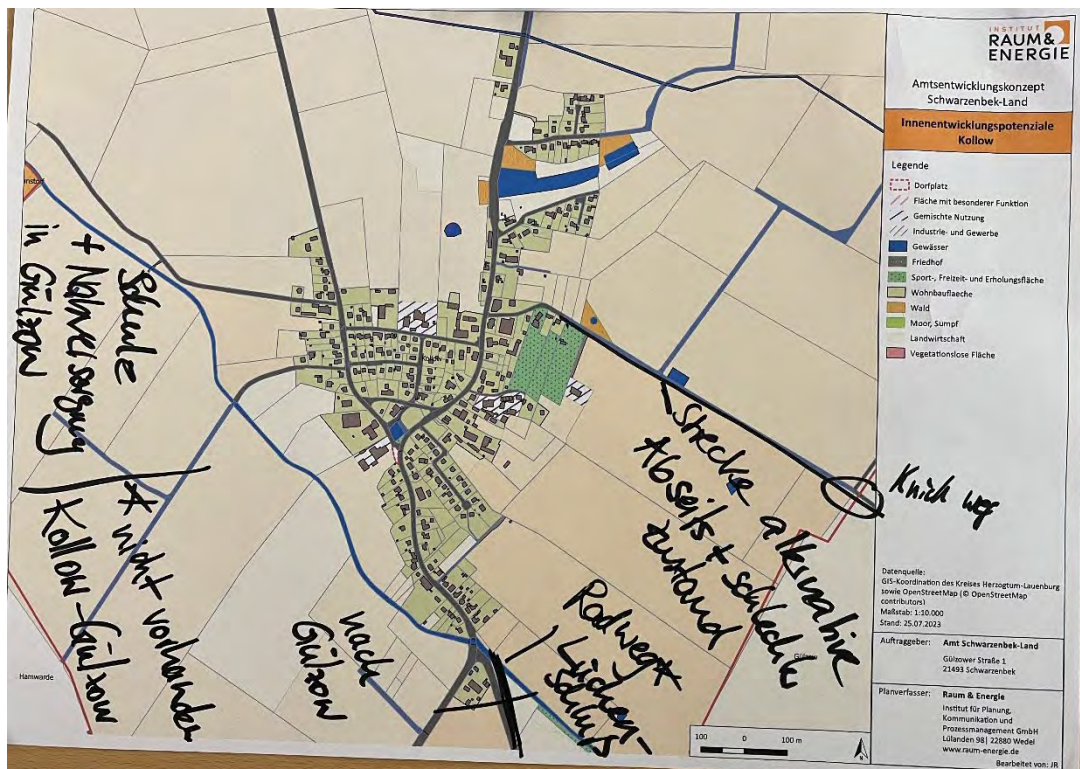 INSTITUT
RAUM &
ENERGIE
Amtsentwicklungskonzept
Schwarzenbek-Land
Innenentwicklungspotenziale
Kollow
Legende
Dorfplatz
Fläche mit besonderer Funktion
Gemischte Nutzung
Industrie- und Gewerbe
Gewässer
Friedhof
Sport-, Freizeit- und Erholungsfläche
Wohnbauflaeche
Wald
Moor, Sumpf
Landwirtschaft
Vegetationslose Fläche
Datenquelle:
GIS-Koordination des Kreises Herzogtum-Lauenburg
sowie OpenStreetMap (© OpenStreetMap
contributors)
Maßstab: 1:10.000
Stand: 25.07.2023
Auftraggeber: Amt Schwarzenbek-Land
Gülzower Straße 1
21493 Schwarzenbek
Planverfasser: Raum & Energie
Institut für Planung,
Kommunikation und
Prozessmanagement GmbH
Lülanden 98 | 22880 Wedel
www.raum-energie.de
Bearbeitet von: JR
100 0 100 m
Hamwarde
Schule
+ Nahversorgung
in Gülzow
* nicht vorhanden
Kollow-Gülzow
nach
Gülzow
Radweg*
Lücken-
schluss
Strecke alternative
Abseits + schlechter
Zustand
Knick weg